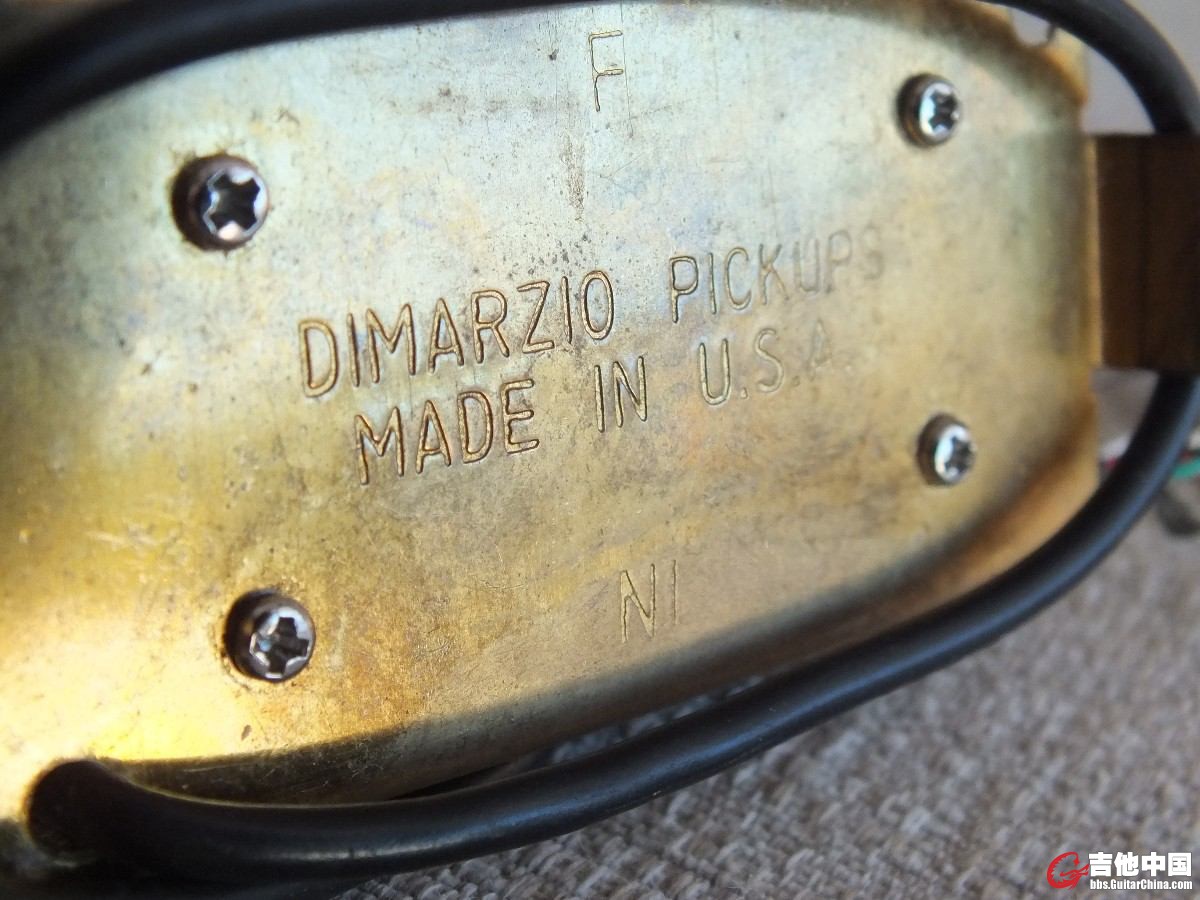 F
DIMARZIO PICKUPS
MADE IN U.S.A.
NI
吉他中国
bbs.GuitarChina.com